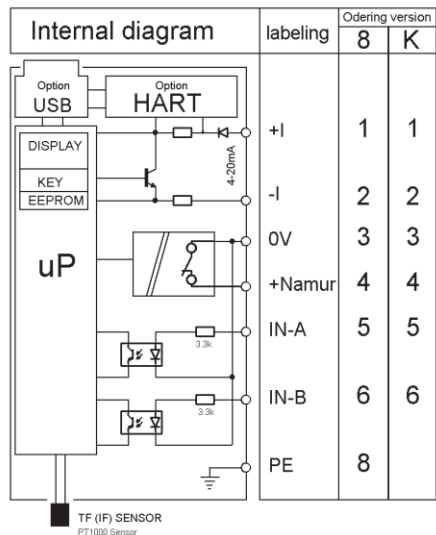 Internal diagram
labeling
Odering version
8 K
Option
USB
Option
HART
DISPLAY
KEY
EEPROM
uP
4-20mA
+I 1 1
-I 2 2
0V 3 3
+Namur 4 4
IN-A 5 5
3.3k
IN-B 6 6
3.3k
PE 8
TF (IF) SENSOR
PT1000 Sensor